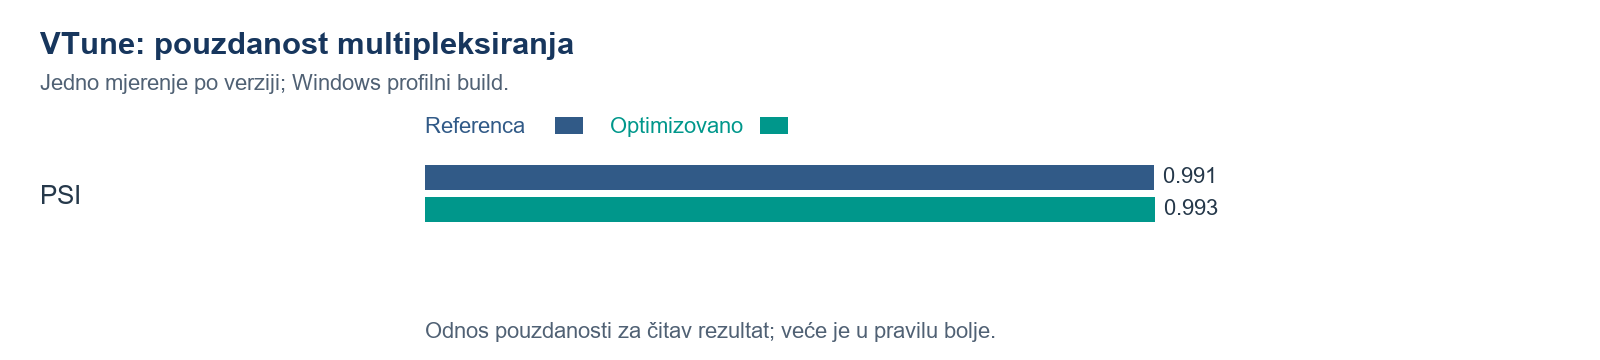 VTune: pouzdanost multipleksiranja
Jedno mjerenje po verziji; Windows profilni build.
Referenca Optimizovano
PSI
0.991
0.993
Odnos pouzdanosti za čitav rezultat; veće je u pravilu bolje.